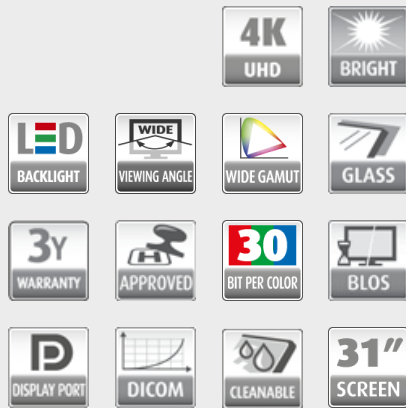 4K
UHD
BRIGHT
LED
BACKLIGHT
WIDE
VIEWING ANGLE
WIDE GAMUT
GLASS
3Y
WARRANTY
H
APPROVED
30
BIT PER COLOR
BLOS
D
DISPLAY PORT
DICOM
CLEANABLE
31"
SCREEN